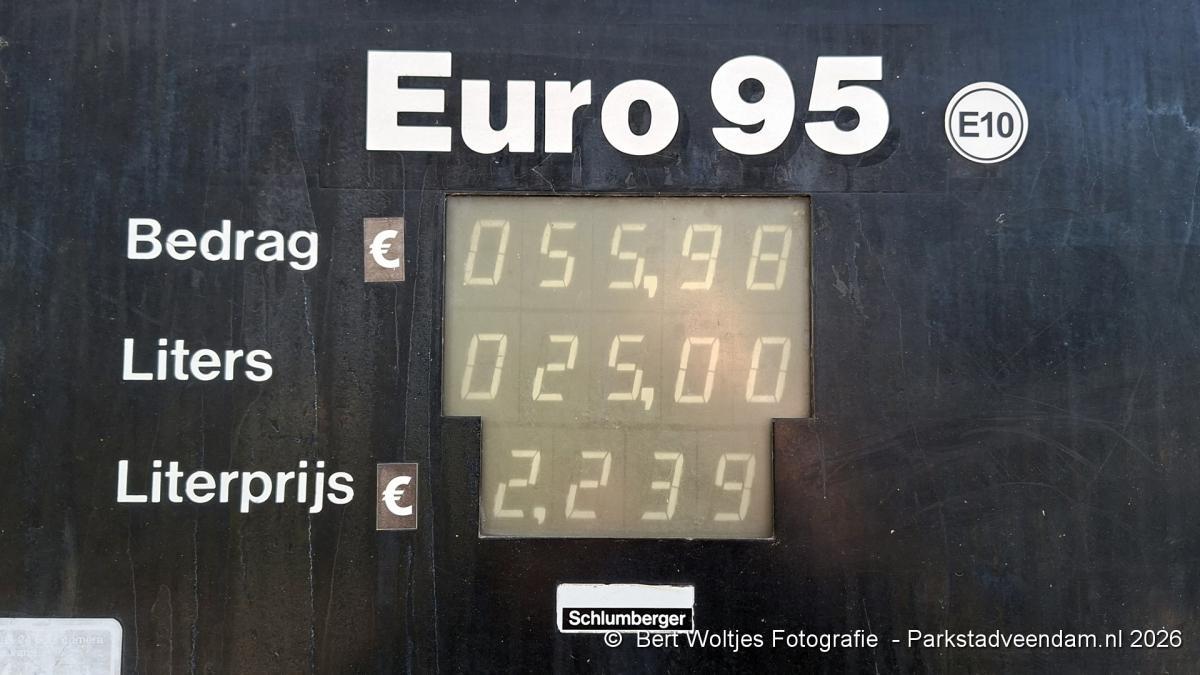 Euro 95 E10
Bedrag € 055,98
Liters 025,00
Literprijs € 2,239
Schlumberger
© Bert Woltjes Fotografie - Parkstadveendam.nl 2026